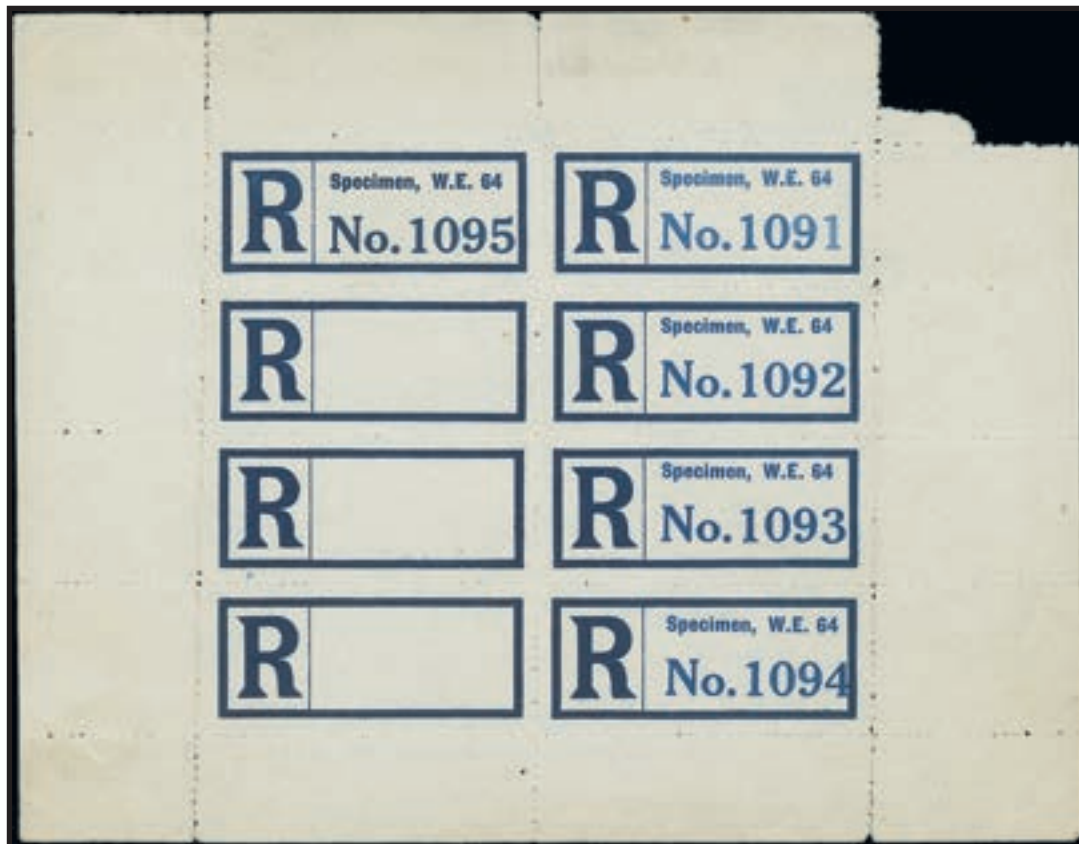 R Specimen, W.E. 64
No. 1095
R Specimen, W.E. 64
No. 1091
R
R Specimen, W.E. 64
No. 1092
R
R Specimen, W.E. 64
No. 1093
R
R Specimen, W.E. 64
No. 1094